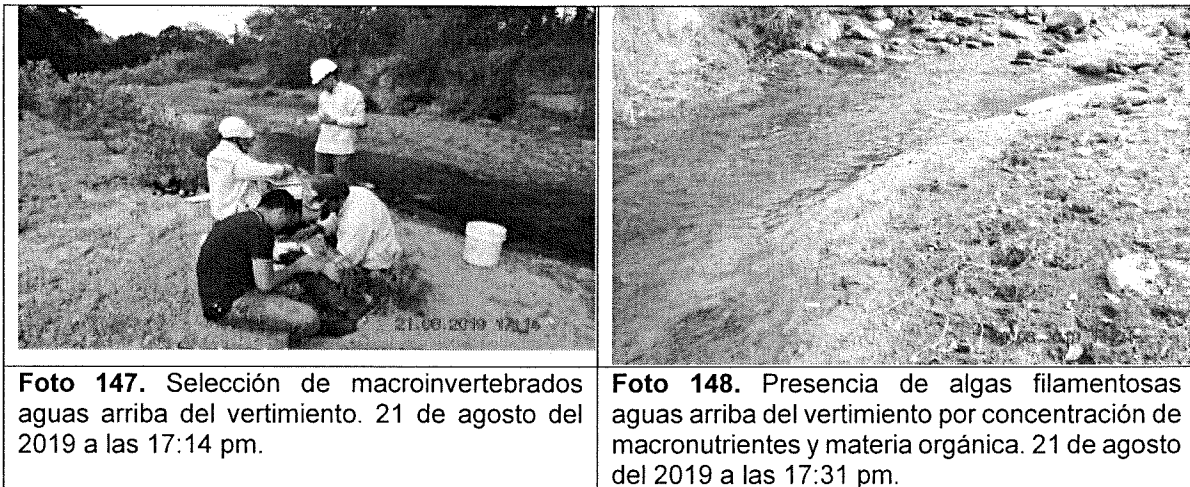 21.08.2019 17:14
Foto 147. Selección de macroinvertebrados
aguas arriba del vertimiento. 21 de agosto del
2019 a las 17:14 pm.
Foto 148. Presencia de algas filamentosas
aguas arriba del vertimiento por concentración de
macronutrientes y materia orgánica. 21 de agosto
del 2019 a las 17:31 pm.